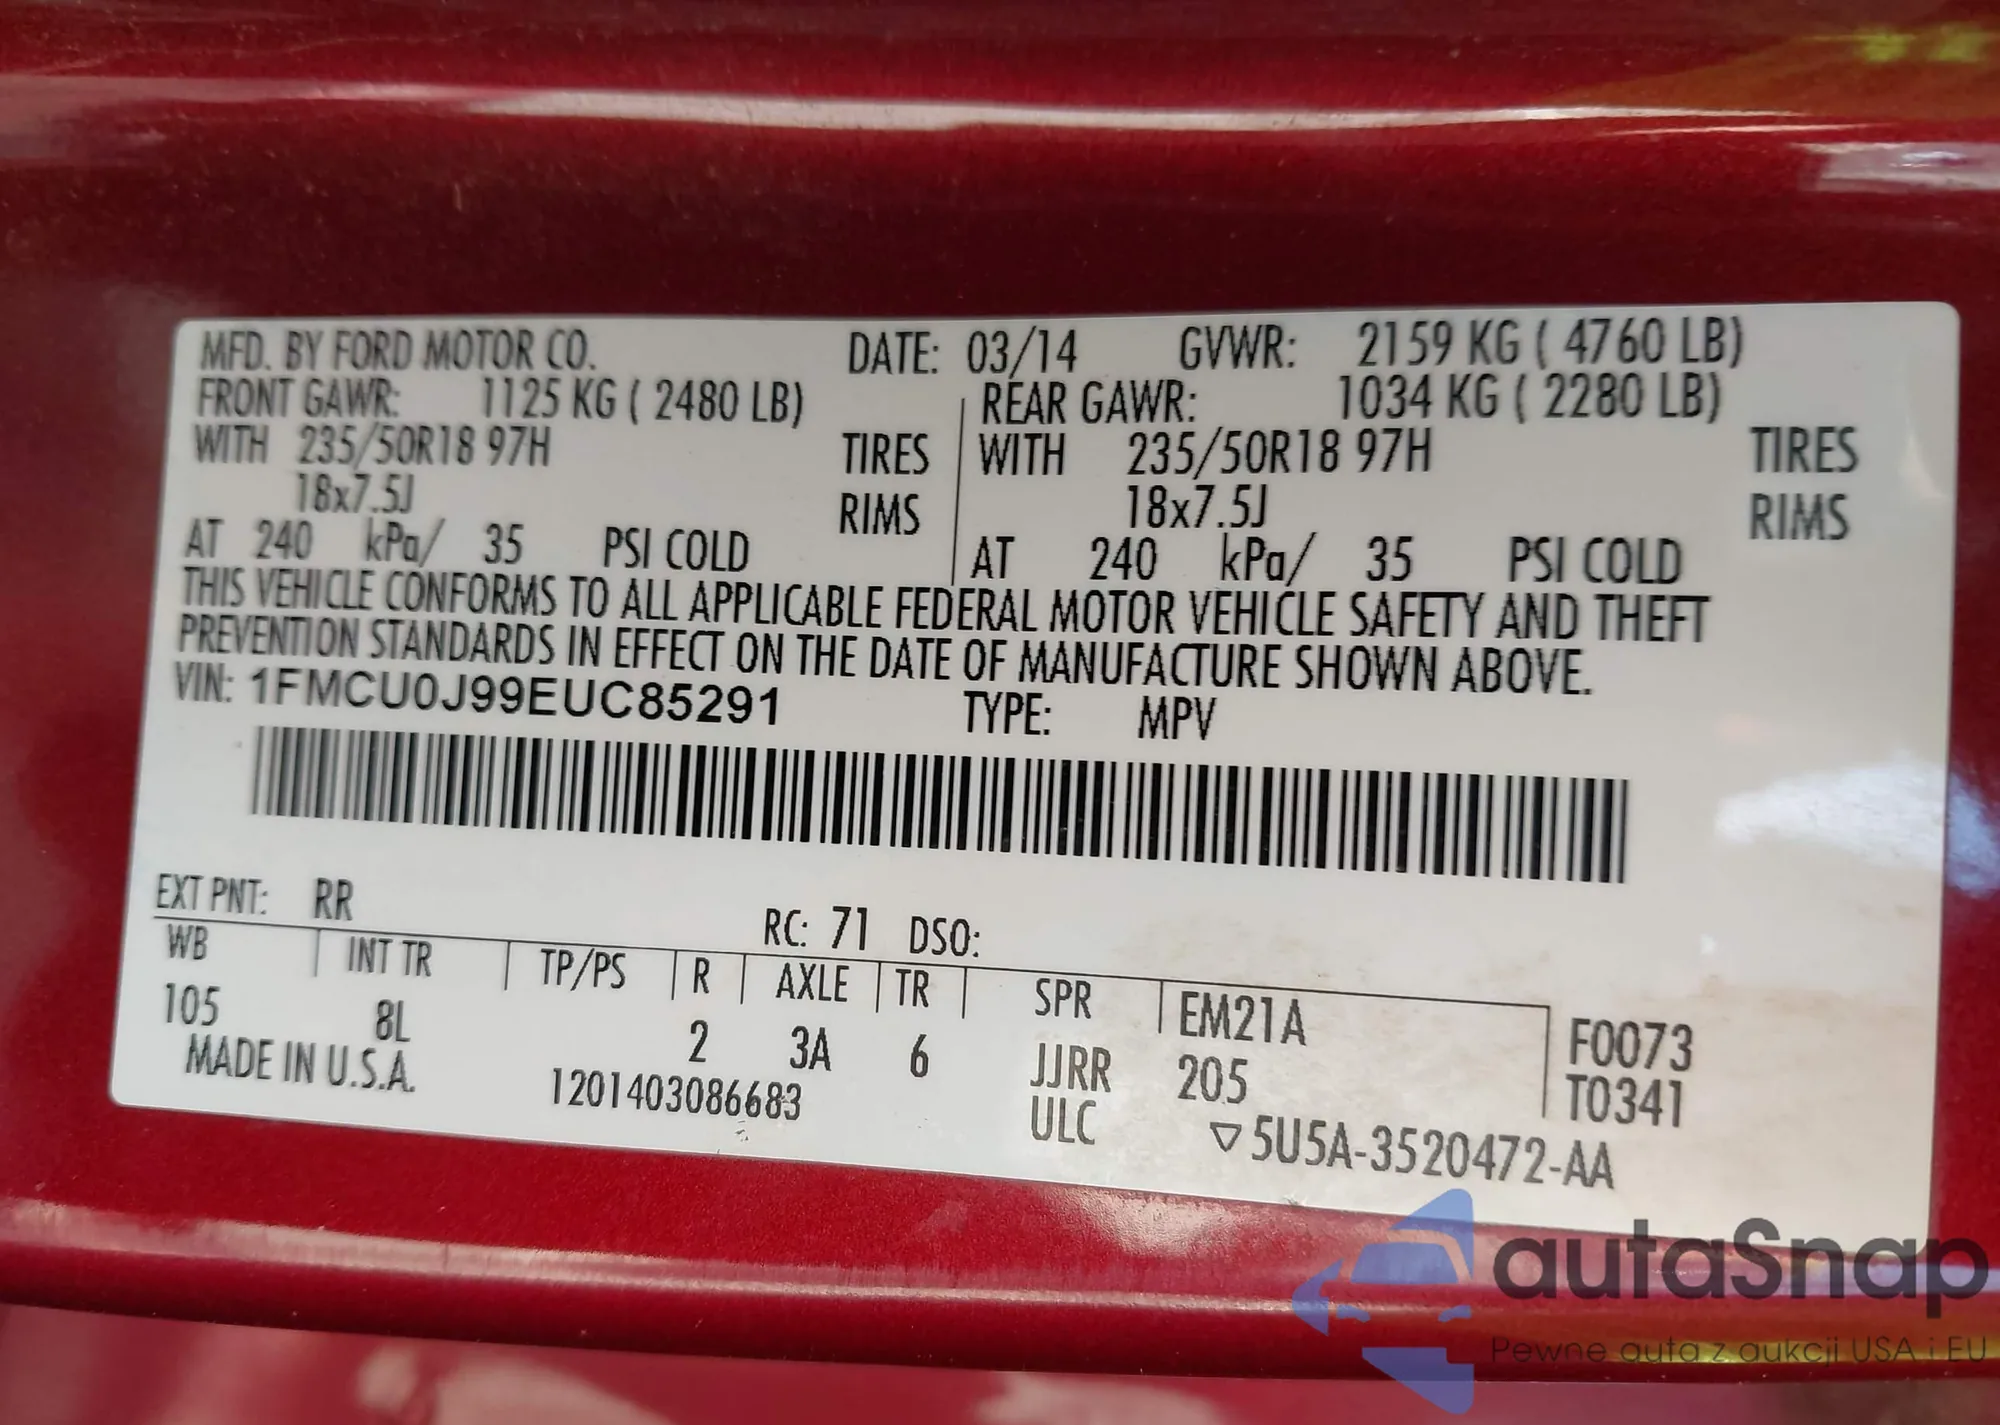 MFD. BY FORD MOTOR CO. DATE: 03/14 GVWR: 2159 KG ( 4760 LB)
FRONT GAWR: 1125 KG ( 2480 LB) REAR GAWR: 1034 KG ( 2280 LB)
WITH 235/50R18 97H TIRES WITH 235/50R18 97H TIRES
18x7.5J RIMS 18x7.5J RIMS
AT 240 kPa/ 35 PSI COLD AT 240 kPa/ 35 PSI COLD
THIS VEHICLE CONFORMS TO ALL APPLICABLE FEDERAL MOTOR VEHICLE SAFETY AND THEFT
PREVENTION STANDARDS IN EFFECT ON THE DATE OF MANUFACTURE SHOWN ABOVE.
VIN: 1FMCU0J99EUC85291 TYPE: MPV
EXT PNT: RR RC: 71 DSO:
WB INT TR TP/PS R AXLE TR SPR EM21A F0073
105 8L 2 3A 6 JJRR 205 T0341
MADE IN U.S.A. 1201403086683 ULC ▽5U5A-3520472-AA
autaSnap
Pewne auta z aukcji USA i EU